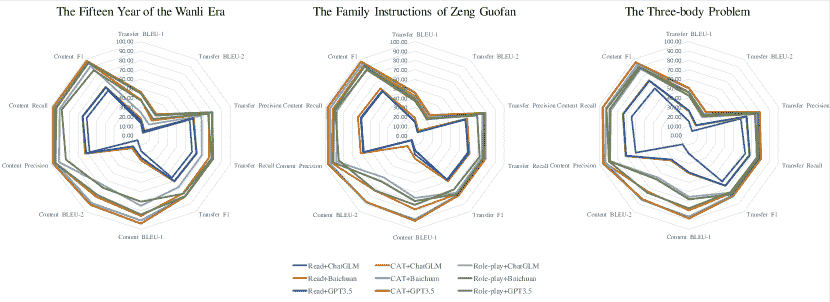 The Fifteen Year of the Wanli Era
Transfer BLEU-1
100.00
90.00
80.00
70.00
60.00
50.00
40.00
30.00
20.00
10.00
0.00
Transfer BLEU-2
Transfer Precision
Transfer Recall
Transfer F1
Content BLEU-1
Content BLEU-2
Content Precision
Content Recall
Content F1
The Family Instructions of Zeng Guofan
Transfer BLEU-1
100.00
90.00
80.00
70.00
60.00
50.00
40.00
30.00
20.00
10.00
0.00
Transfer BLEU-2
Transfer Precision
Transfer Recall
Transfer F1
Content BLEU-1
Content BLEU-2
Content Precision
Content Recall
Content F1
The Three-body Problem
Transfer BLEU-1
100.00
90.00
80.00
70.00
60.00
50.00
40.00
30.00
20.00
10.00
0.00
Transfer BLEU-2
Transfer Precision
Transfer Recall
Transfer F1
Content BLEU-1
Content BLEU-2
Content Precision
Content Recall
Content F1
Read+ChatGLM CAT+ChatGLM Role-play+ChatGLM
Read+Baichuan CAT+Baichuan Role-play+Baichuan
Read+GPT3.5 CAT+GPT3.5 Role-play+GPT3.5